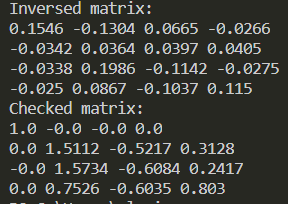 Inversed matrix:
0.1546 -0.1304 0.0665 -0.0266
-0.0342 0.0364 0.0397 0.0405
-0.0338 0.1986 -0.1142 -0.0275
-0.025 0.0867 -0.1037 0.115
Checked matrix:
1.0 -0.0 -0.0 0.0
0.0 1.5112 -0.5217 0.3128
-0.0 1.5734 -0.6084 0.2417
0.0 0.7526 -0.6035 0.803